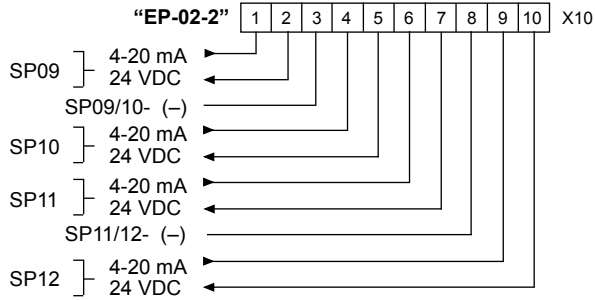 “EP-02-2” 1 2 3 4 5 6 7 8 9 10 X10
4-20 mA
SP09
24 VDC
SP09/10- (–)
4-20 mA
SP10
24 VDC
4-20 mA
SP11
24 VDC
SP11/12- (–)
4-20 mA
SP12
24 VDC